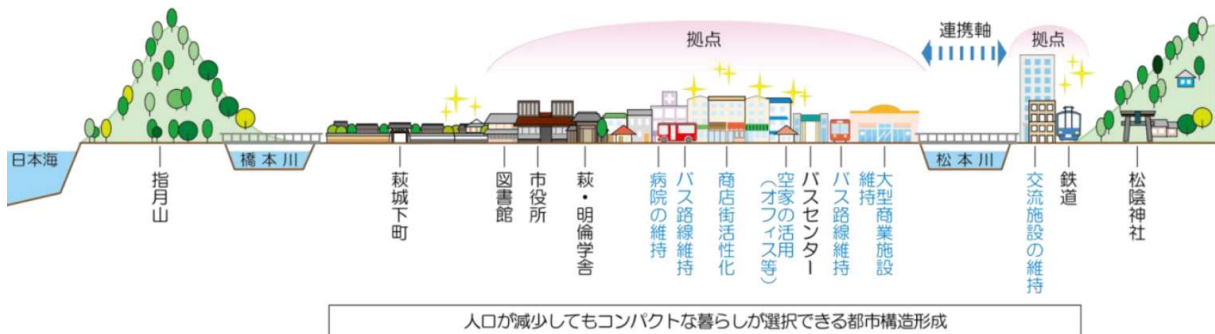 拠点
連携軸
拠点
日本海
橋本川
松本川
指月山
萩城下町
図書館
市役所
萩・明倫学舎
病院の維持
バス路線維持
商店街活性化
空家の活用
（オフィス等）
バスセンター
バス路線維持
大型商業施設
維持
交流施設の維持
鉄道
松陰神社
人口が減少してもコンパクトな暮らしが選択できる都市構造形成